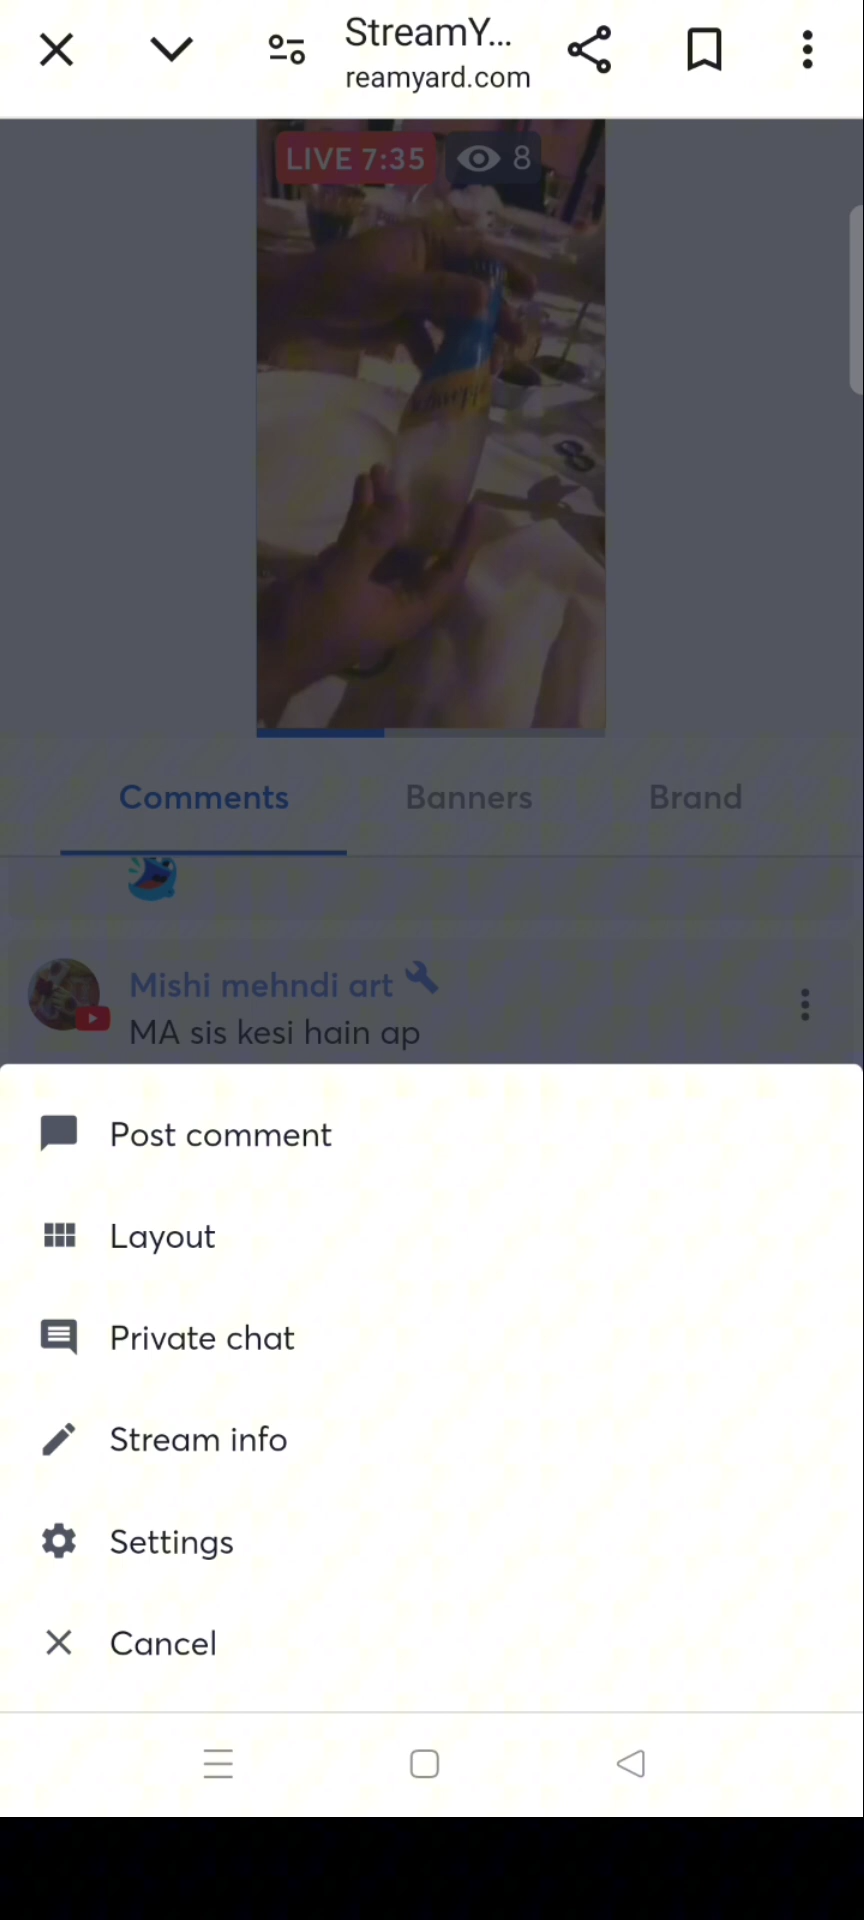 StreamY...
reamyard.com
LIVE 7:35
8
Comments
Banners
Brand
Mishi mehndi art
MA sis kesi hain ap
Post comment
Layout
Private chat
Stream info
Settings
Cancel